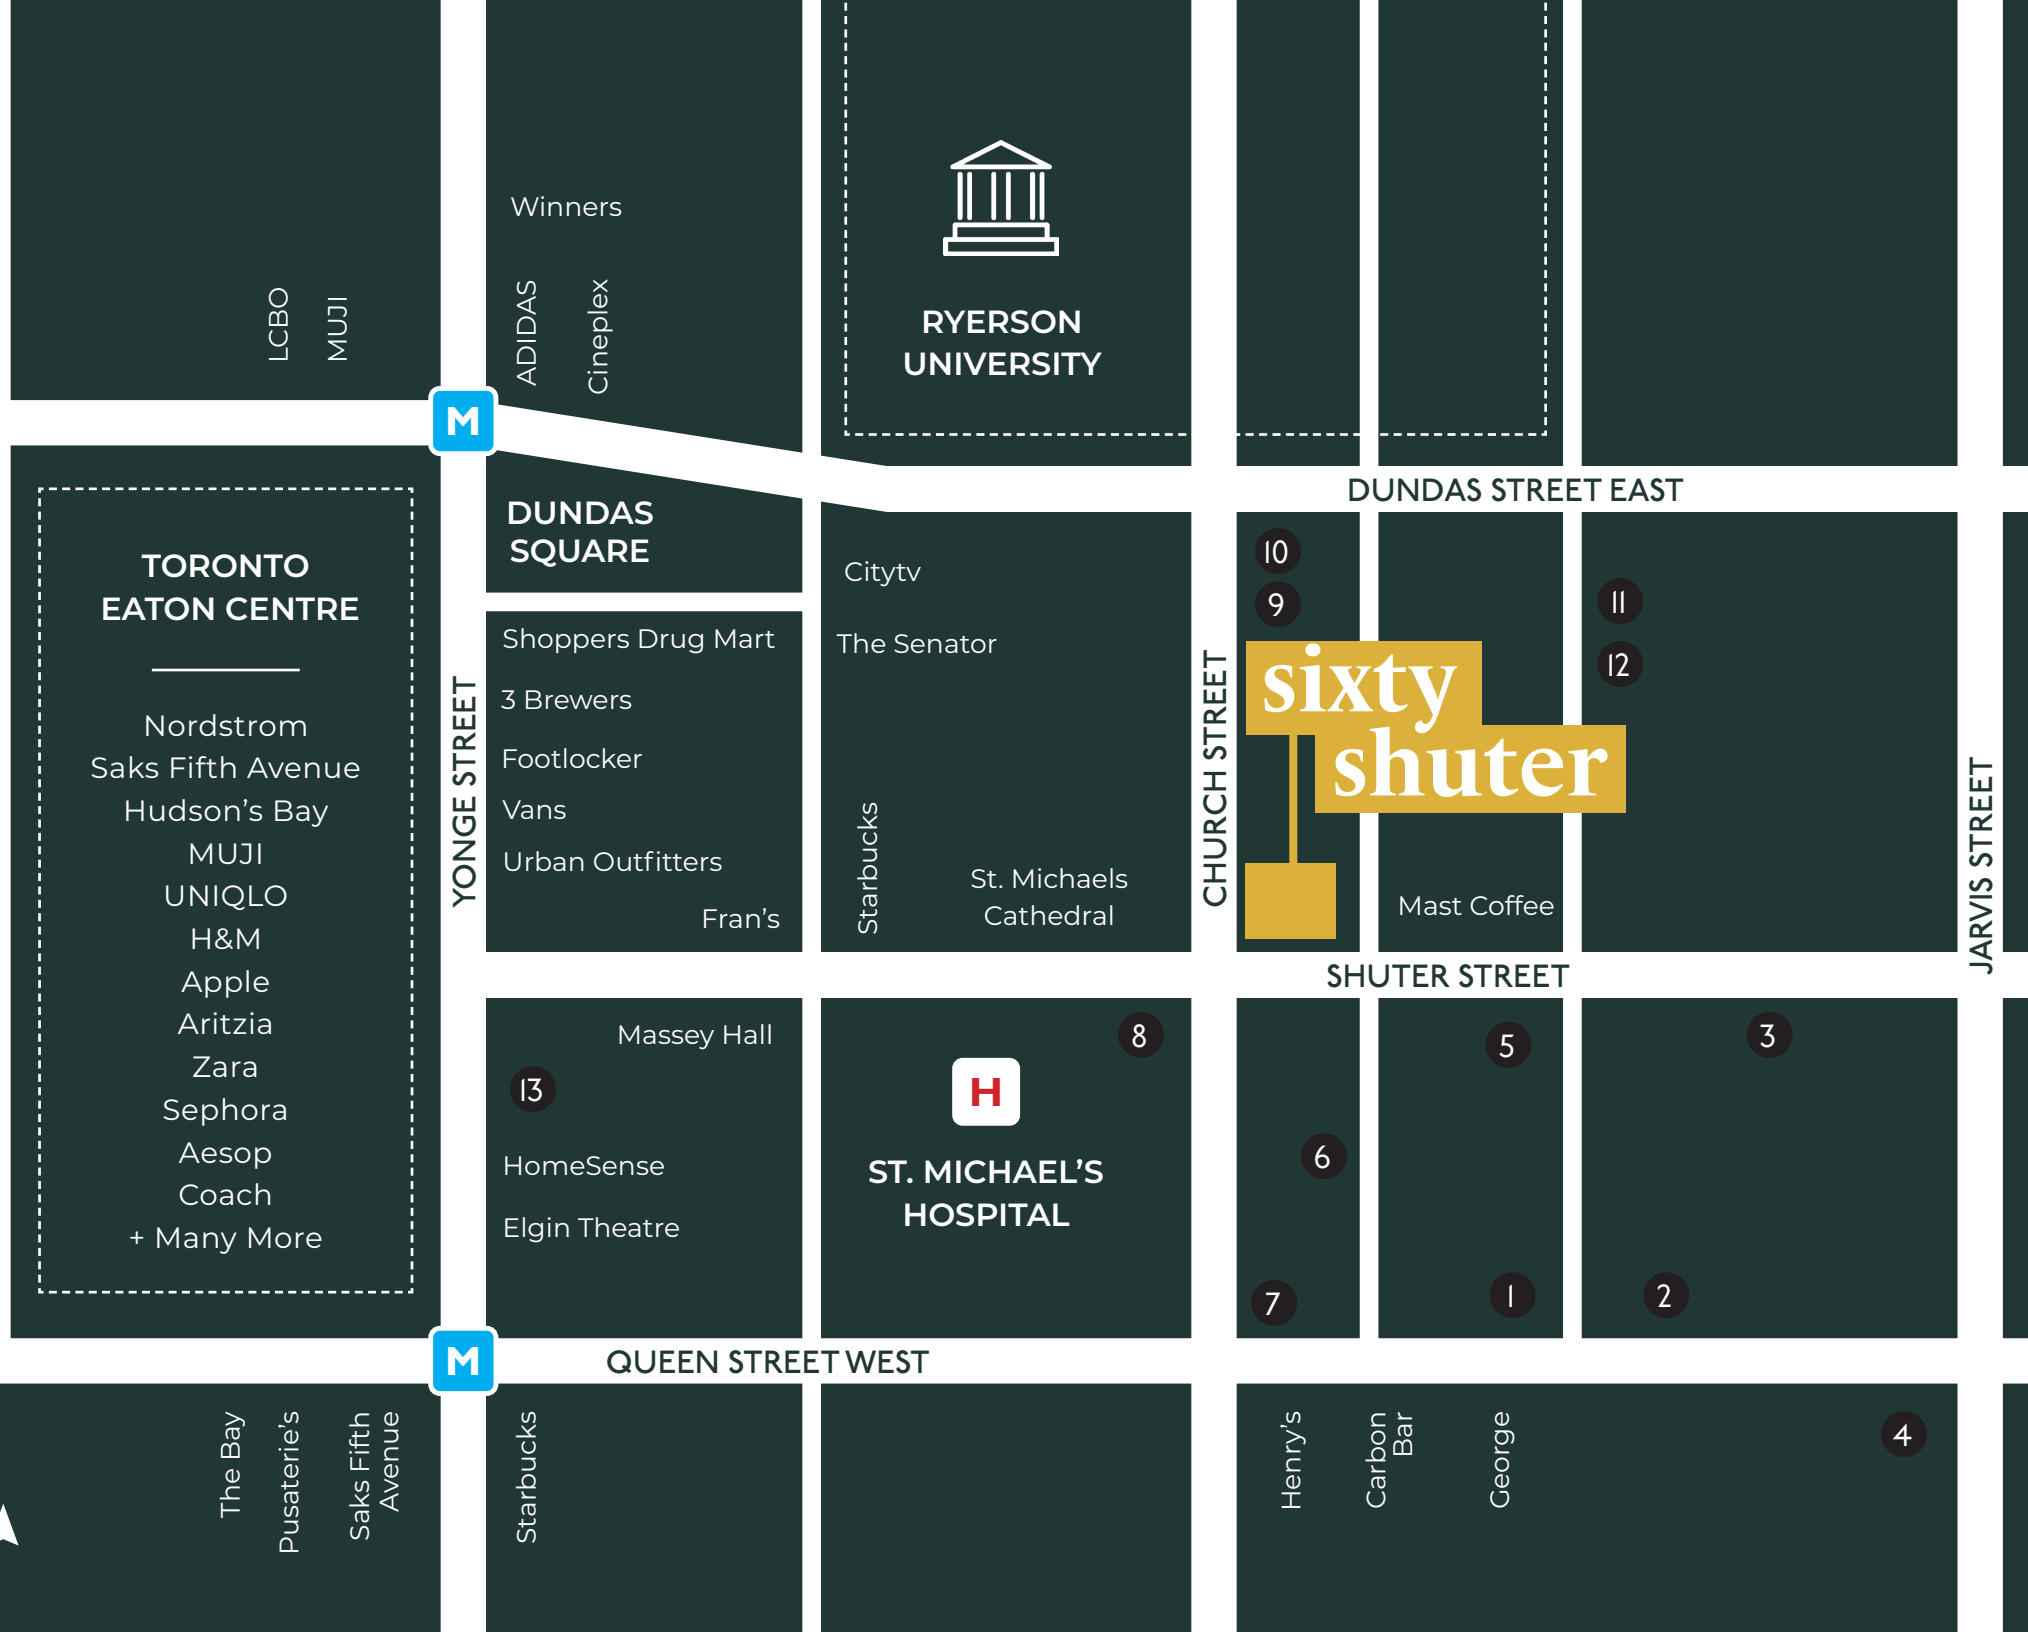 Winners
LCBO
MUJI
ADIDAS
Cineplex
RYERSON
UNIVERSITY
M
DUNDAS STREET EAST
DUNDAS
SQUARE
TORONTO
EATON CENTRE
Nordstrom
Saks Fifth Avenue
Hudson’s Bay
MUJI
UNIQLO
H&M
Apple
Aritzia
Zara
Sephora
Aesop
Coach
+ Many More
YONGE STREET
Shoppers Drug Mart
3 Brewers
Footlocker
Vans
Urban Outfitters
Fran’s
Citytv
The Senator
Starbucks
St. Michaels
Cathedral
CHURCH STREET
10
9
11
12
sixty
shuter
Mast Coffee
JARVIS STREET
SHUTER STREET
Massey Hall
13
HomeSense
Elgin Theatre
8
H
ST. MICHAEL’S
HOSPITAL
5
3
6
7
1
2
M
QUEEN STREET WEST
The Bay
Pusaterie’s
Saks Fifth
Avenue
Starbucks
Henry’s
Carbon
Bar
George
4